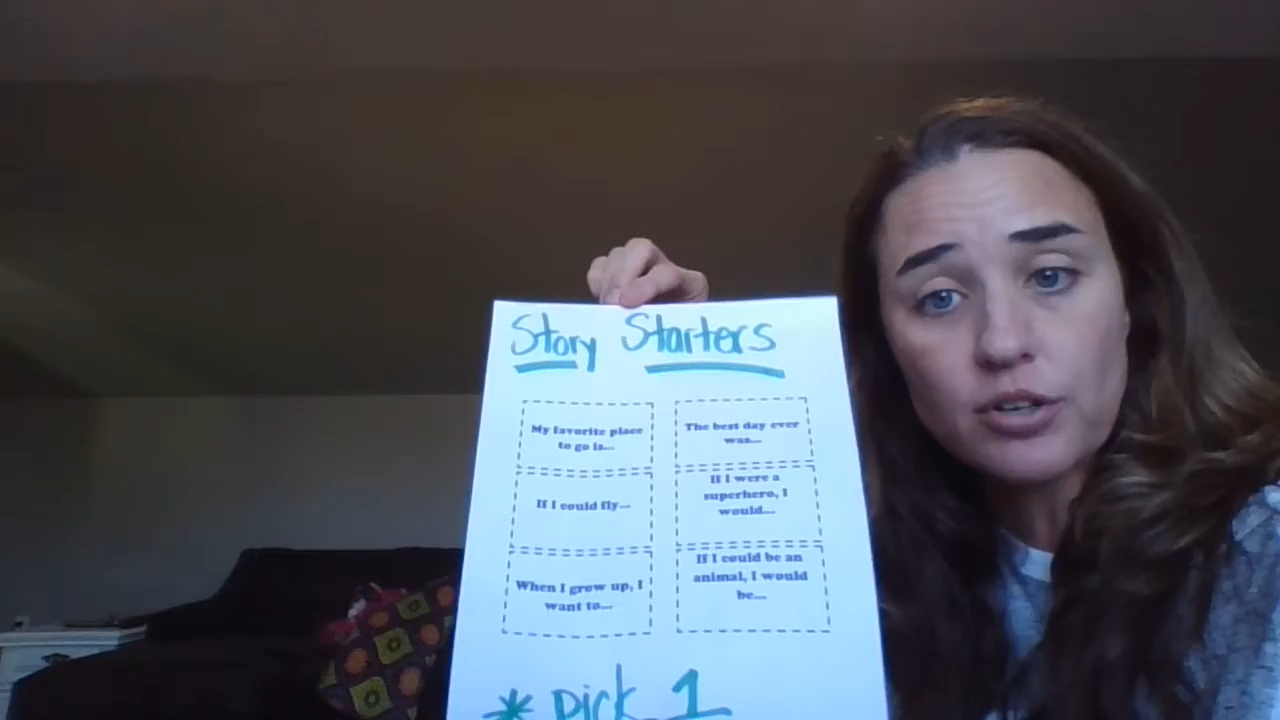 Story Starters
My favorite place
to go is...
The best day ever
was...
If I could fly...
If I were a
superhero, I
would...
When I grow up, I
want to...
If I could be an
animal, I would
be...
* pick 1